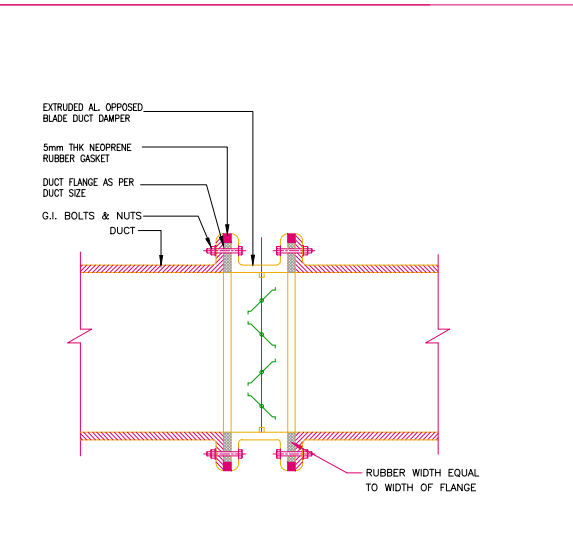 EXTRUDED AL. OPPOSED
BLADE DUCT DAMPER
5mm THK NEOPRENE
RUBBER GASKET
DUCT FLANGE AS PER
DUCT SIZE
G.I. BOLTS & NUTS
DUCT
RUBBER WIDTH EQUAL
TO WIDTH OF FLANGE